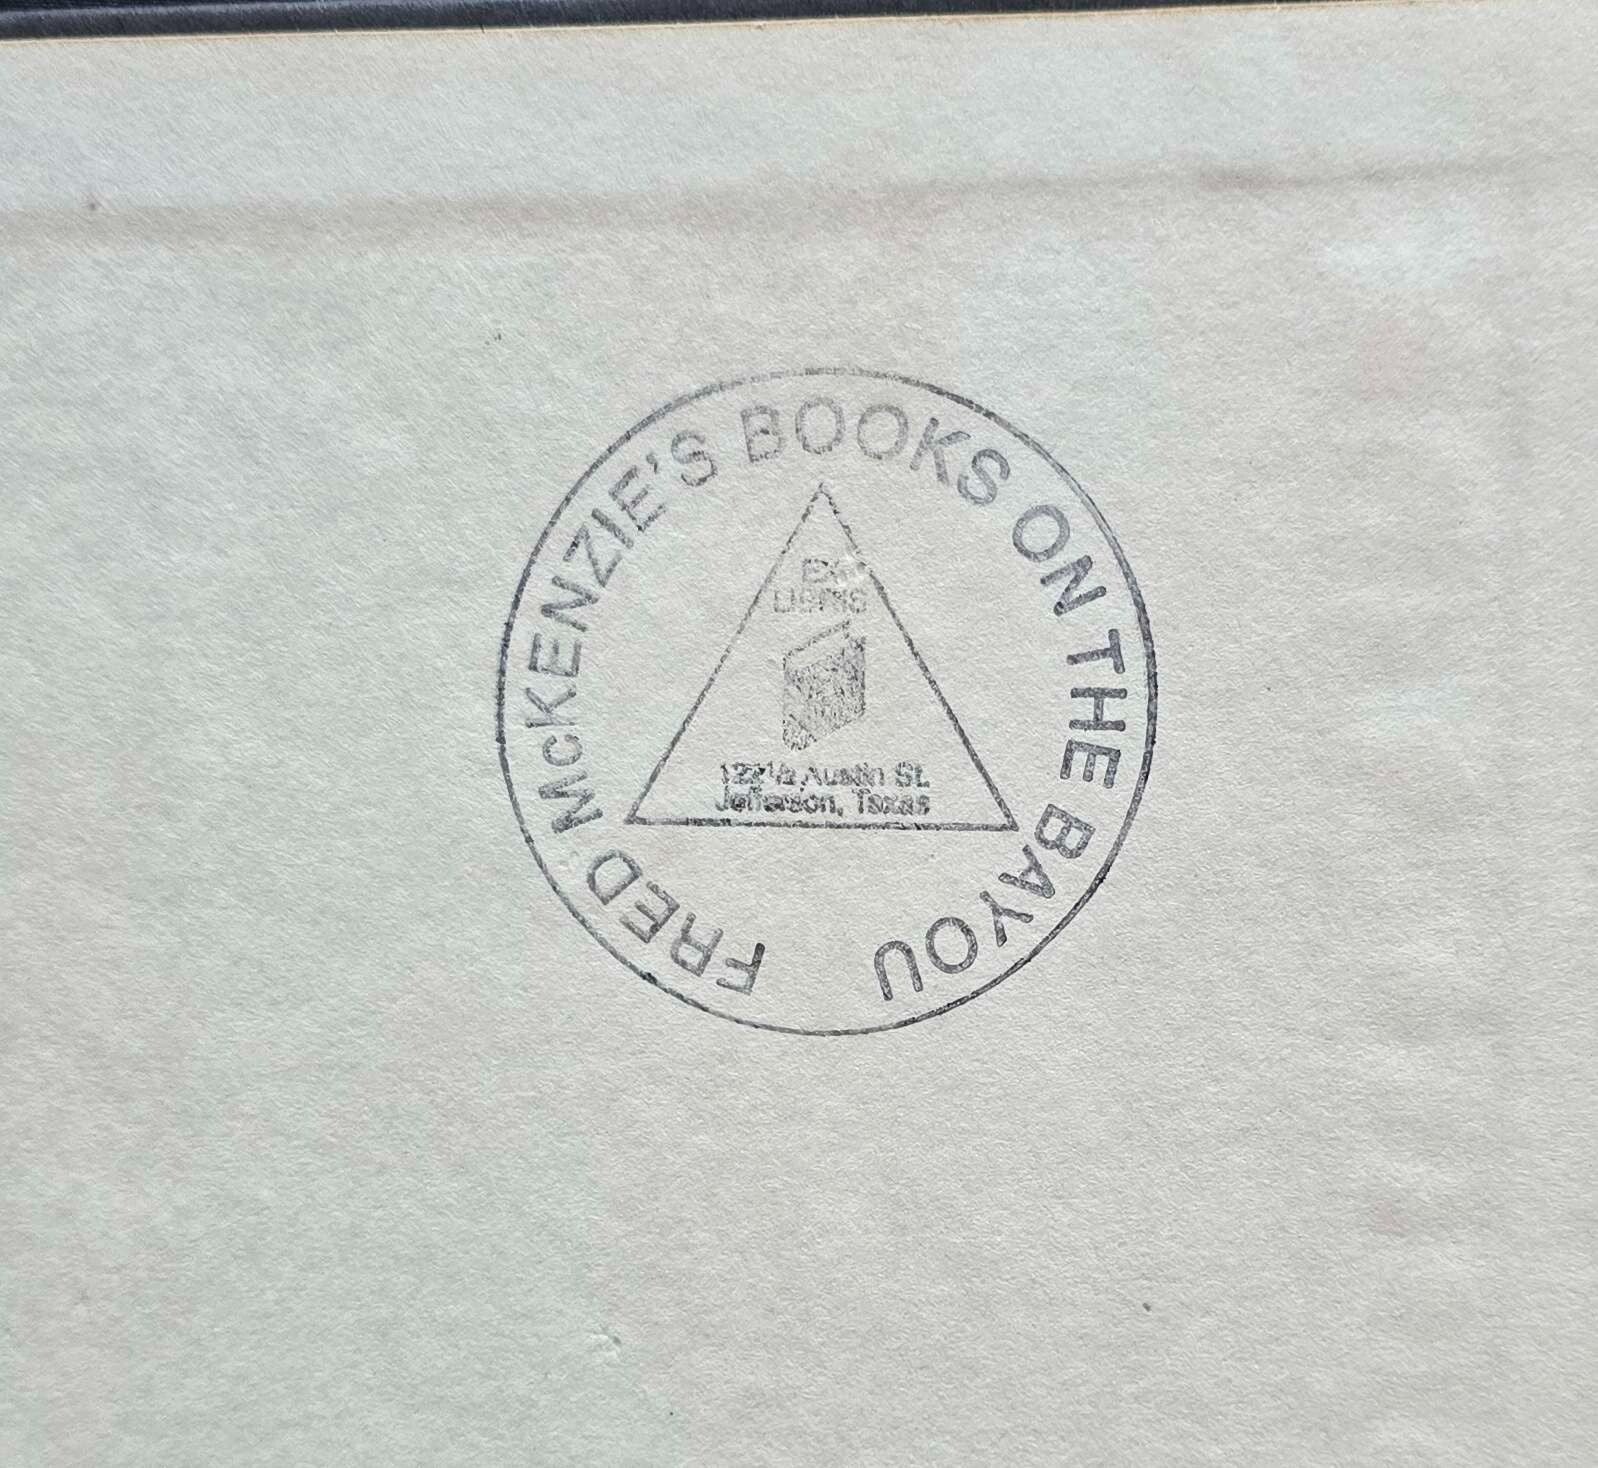 FRED McKENZIE'S BOOKS ON THE BAYOU
EX
LIBRIS
122½ Austin St.
Jefferson, Texas